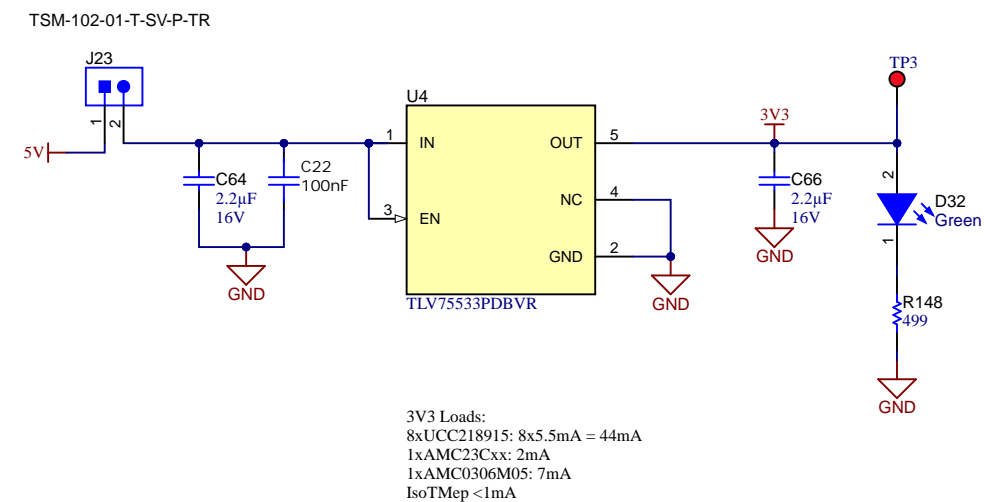 TSM-102-01-T-SV-P-TR
J23
1
2
5V
C64
2.2µF
16V
C22
100nF
GND
U4
1
IN
3
EN
OUT
5
NC
4
GND
2
TLV75533PDBVR
GND
3V3
C66
2.2µF
16V
GND
TP3
2
D32
Green
1
R148
499
GND
3V3 Loads:
8xUCC218915: 8x5.5mA = 44mA
1xAMC23Cxx: 2mA
1xAMC0306M05: 7mA
IsoTMep <1mA